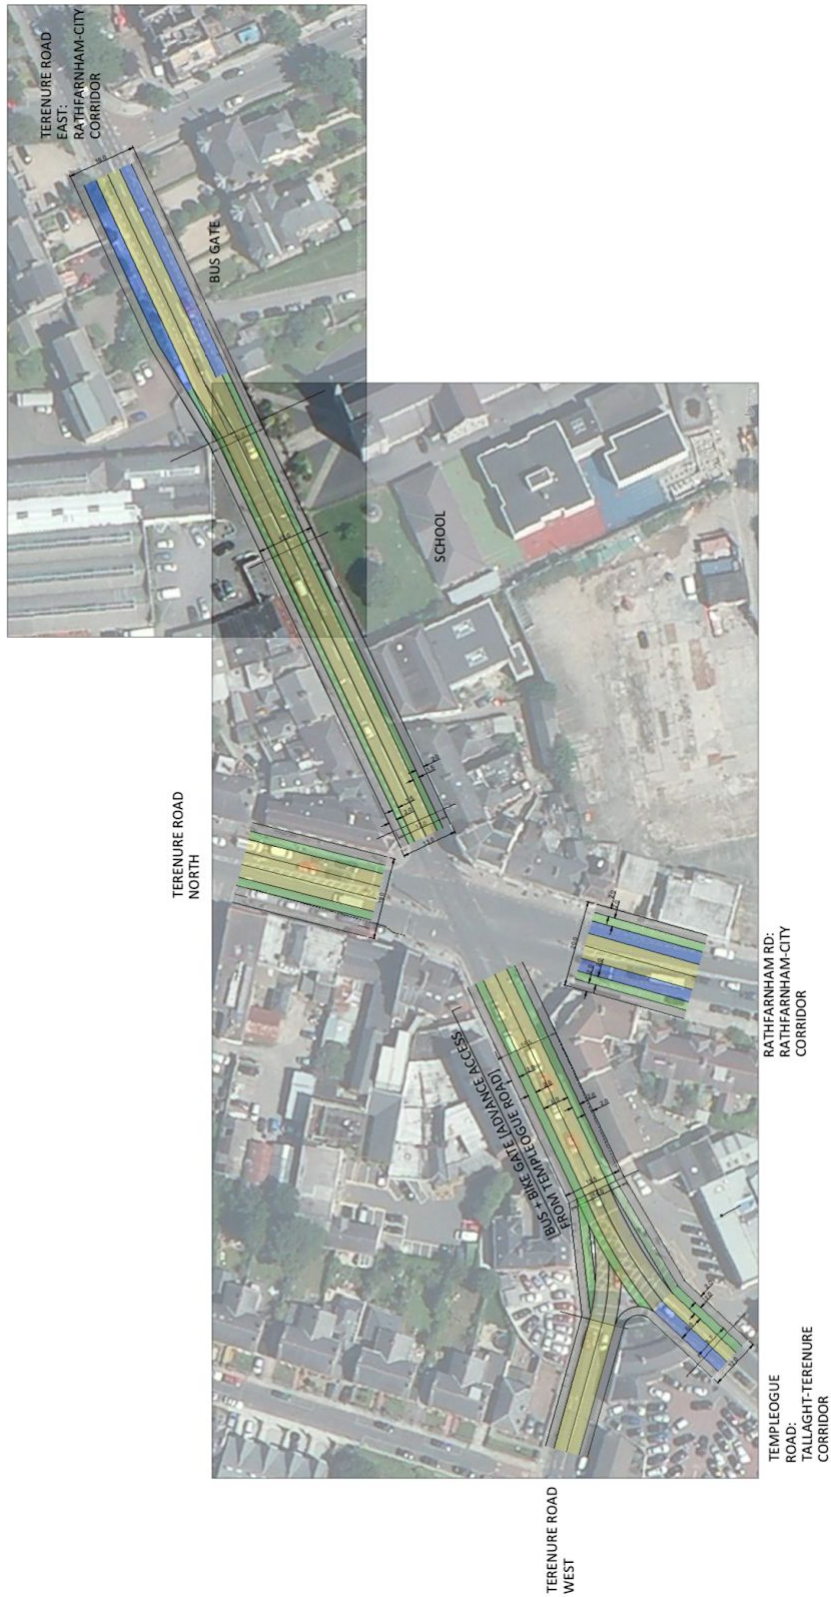 TERENURE ROAD
EAST:
RATHFARNHAM-CITY
CORRIDOR
BUS GATE
SCHOOL
TERENURE ROAD
NORTH
RATHFARNHAM RD:
RATHFARNHAM-CITY
CORRIDOR
[BUS + BIKE GATE [ADVANCE ACCESS
FROM TEMPLEOGUE ROAD]
TEMPLEOGUE
ROAD:
TALLAGHT-TERENURE
CORRIDOR
TERENURE ROAD
WEST